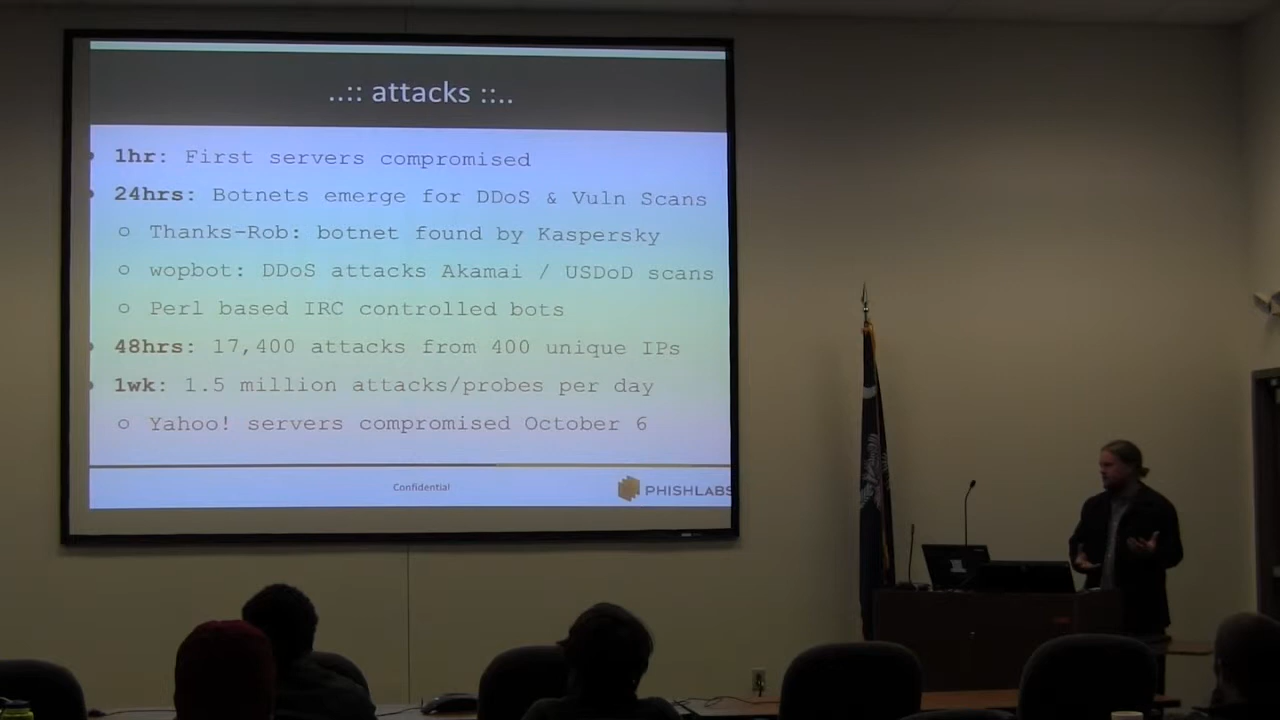 ..:: attacks ::..
1hr: First servers compromised
24hrs: Botnets emerge for DDoS & Vuln Scans
Thanks-Rob: botnet found by Kaspersky
wopbot: DDoS attacks Akamai / USDoD scans
Perl based IRC controlled bots
48hrs: 17,400 attacks from 400 unique IPs
1wk: 1.5 million attacks/probes per day
Yahoo! servers compromised October 6
Confidential
PHISHLABS